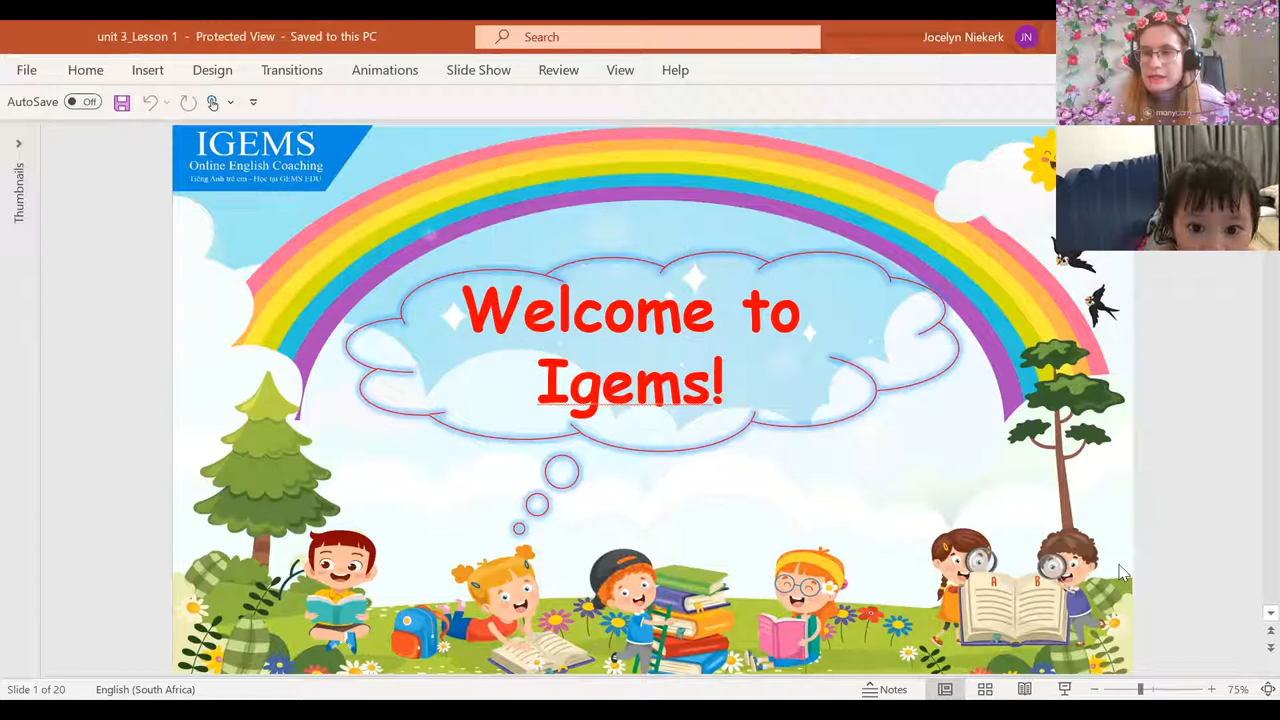 unit 3_Lesson 1 - Protected View - Saved to this PC
Search
Jocelyn Niekerk
JN
File Home Insert Design Transitions Animations Slide Show Review View Help
AutoSave Off
Thumbnails
IGEMS
Online English Coaching
Tiếng Anh trẻ em - Học tại GEMS EDU
manycam
Welcome to
Igems!
A B
Slide 1 of 20 English (South Africa) Notes 75%